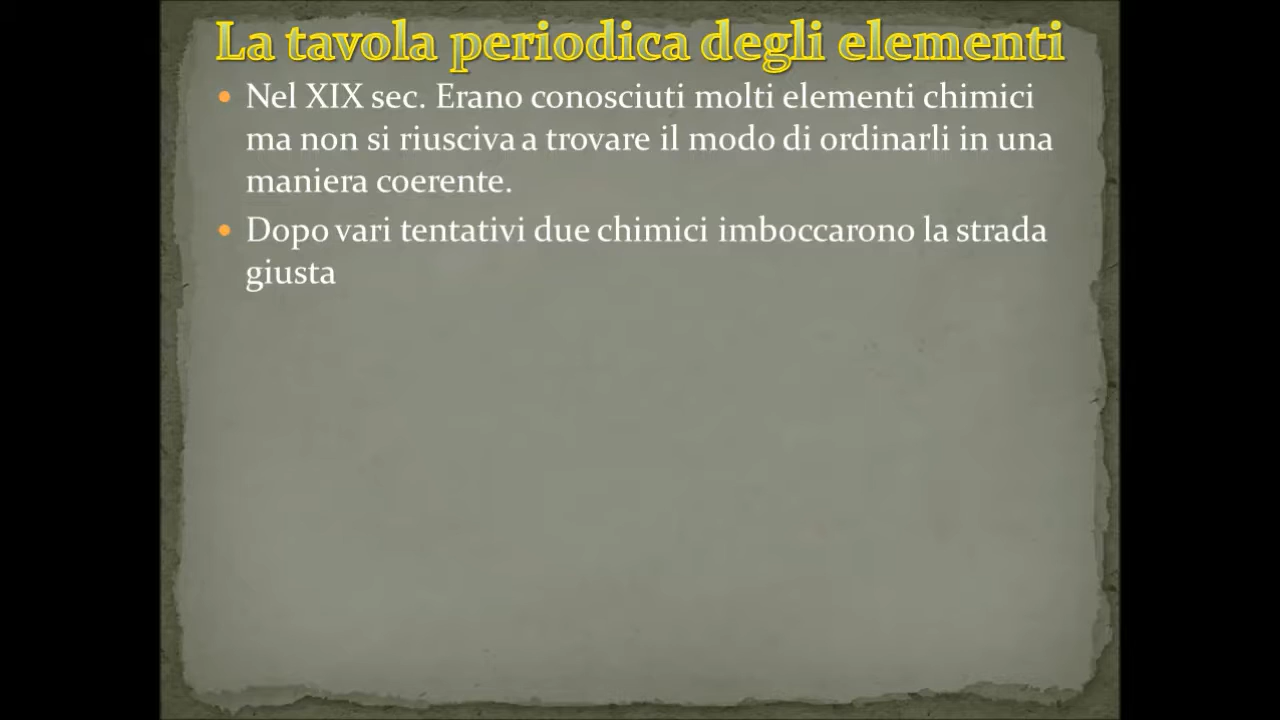 La tavola periodica degli elementi
• Nel XIX sec. Erano conosciuti molti elementi chimici
ma non si riusciva a trovare il modo di ordinarli in una
maniera coerente.
• Dopo vari tentativi due chimici imboccarono la strada
giusta